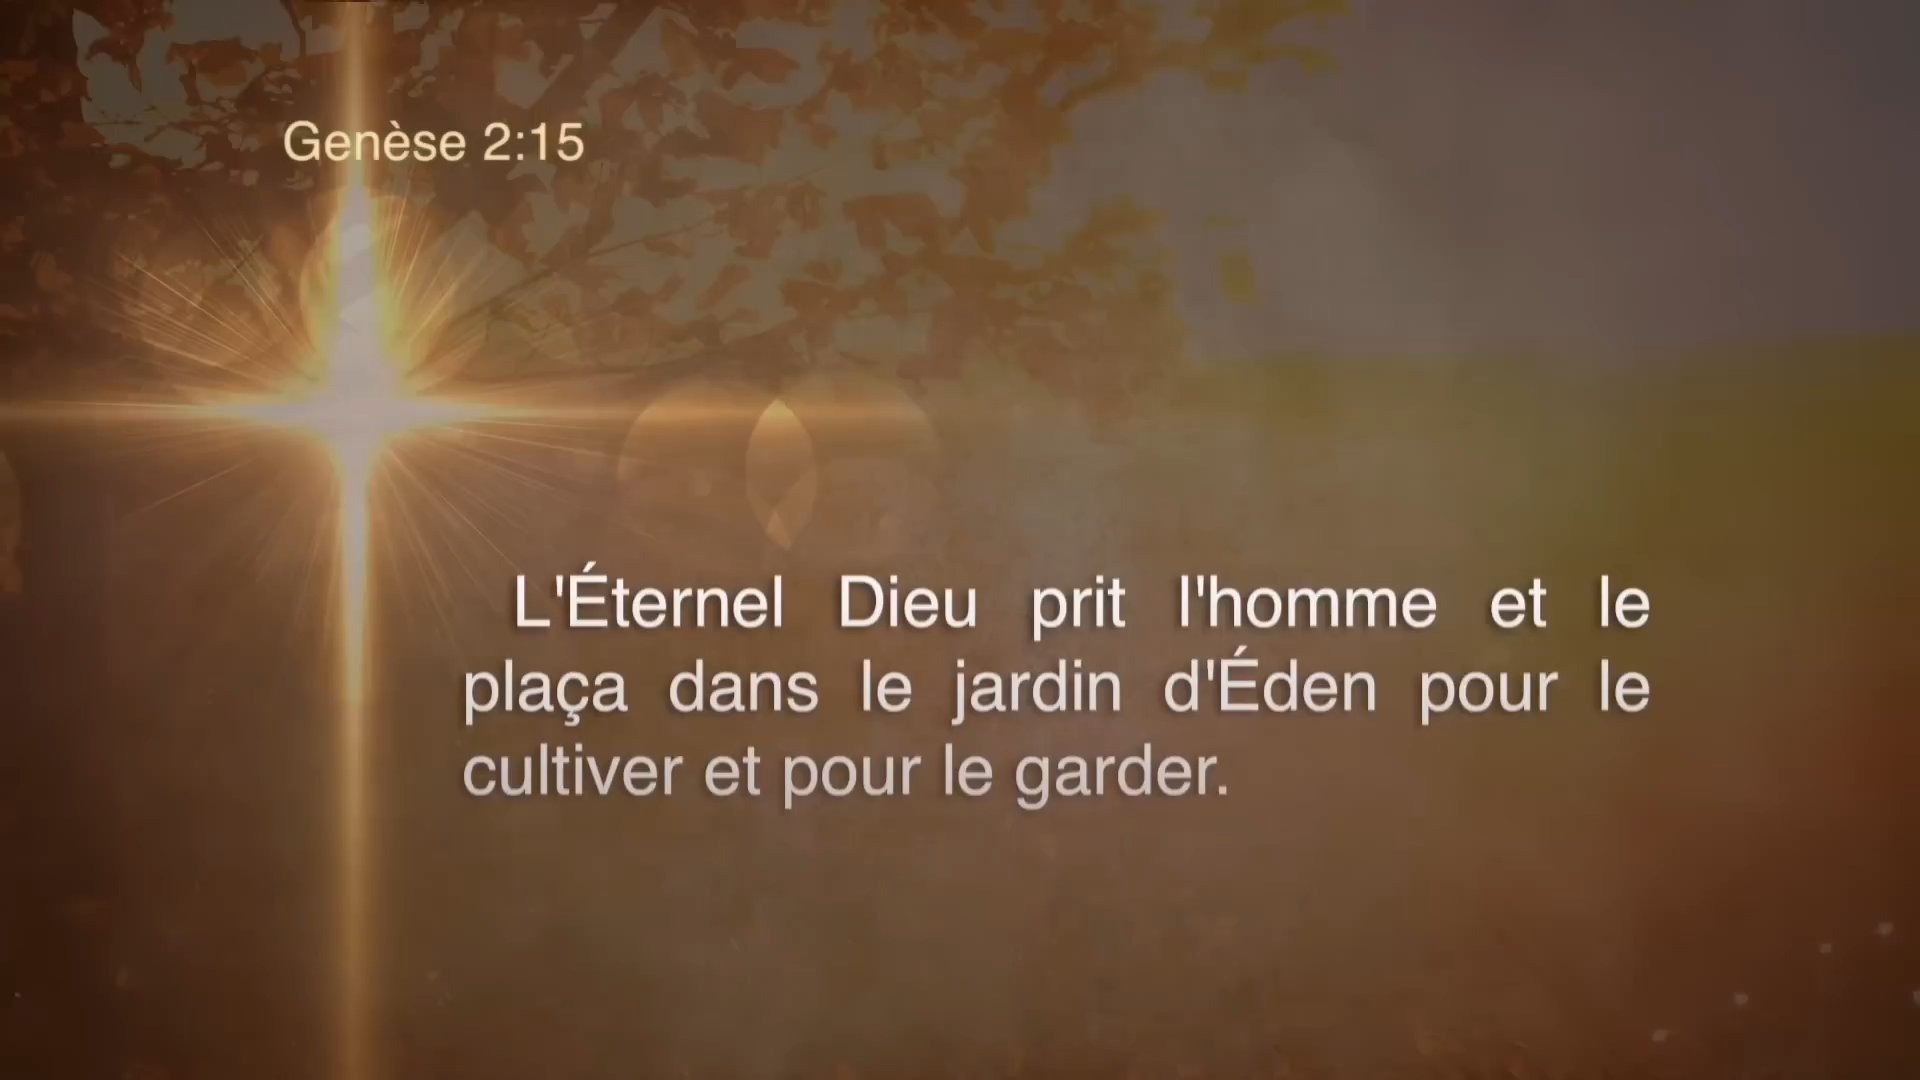 Genèse 2:15
L'Éternel Dieu prit l'homme et le
plaça dans le jardin d'Éden pour le
cultiver et pour le garder.